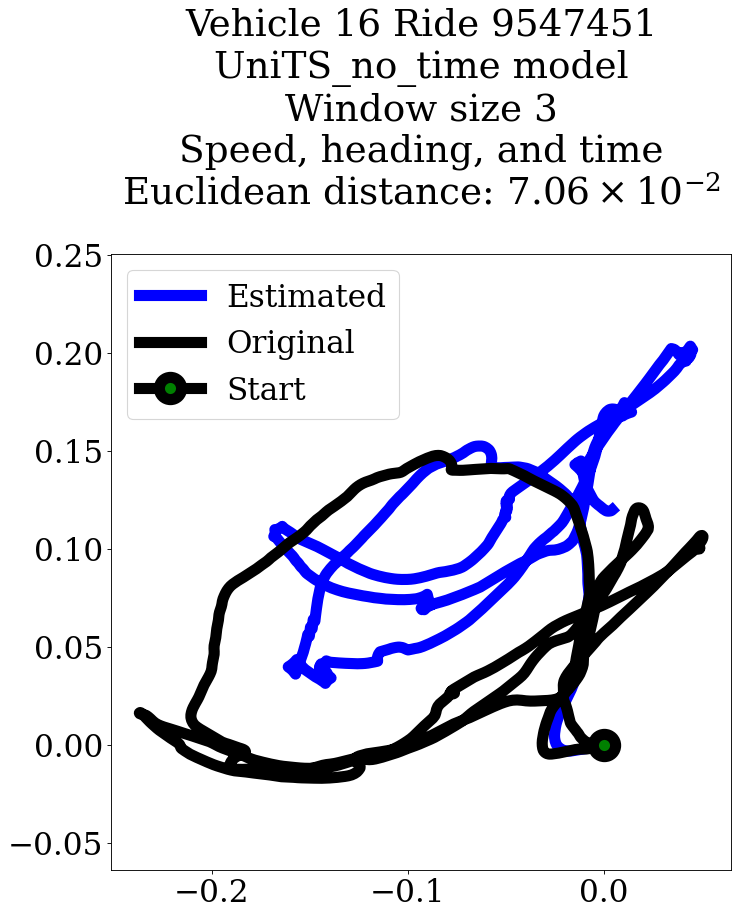 Vehicle 16 Ride 9547451
UniTS_no_time model
Window size 3
Speed, heading, and time
Euclidean distance: 7.06 × 10⁻²
0.25
0.20
0.15
0.10
0.05
0.00
−0.05
Estimated
Original
Start
−0.2
−0.1
0.0